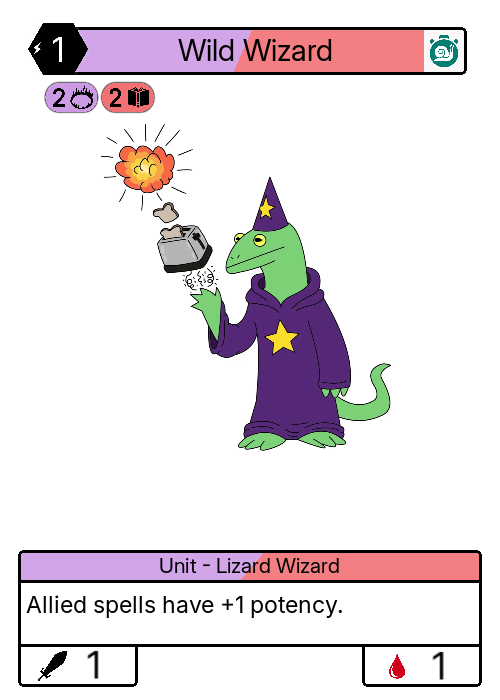 1 Wild Wizard
2 2
Unit - Lizard Wizard
Allied spells have +1 potency.
1 1